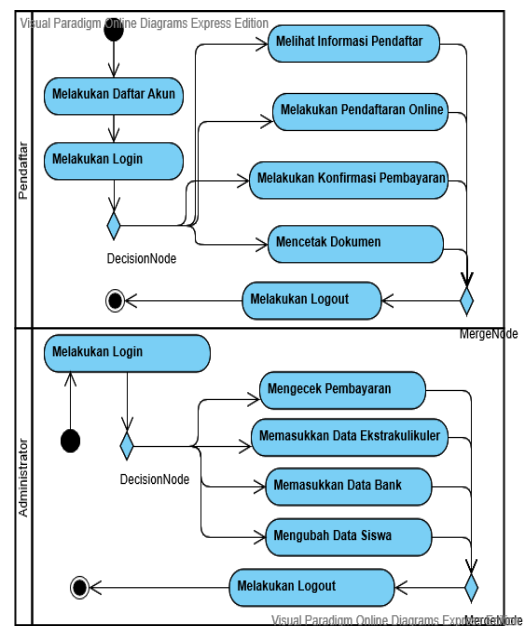 Visual Paradigm Online Diagrams Express Edition
Pendaftar
Melihat Informasi Pendaftar
Melakukan Daftar Akun
Melakukan Pendaftaran Online
Melakukan Login
Melakukan Konfirmasi Pembayaran
DecisionNode
Mencetak Dokumen
Melakukan Logout
MergeNode
Administrator
Melakukan Login
Mengecek Pembayaran
Memasukkan Data Ekstrakulikuler
DecisionNode
Memasukkan Data Bank
Mengubah Data Siswa
Melakukan Logout
MergeNode
Visual Paradigm Online Diagrams Express Edition